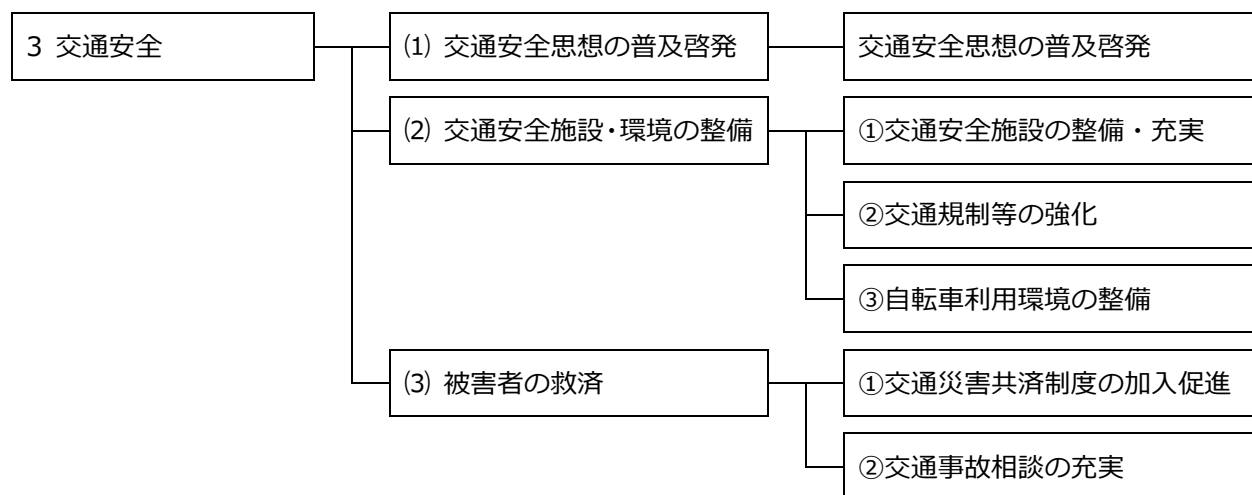 3 交通安全
⑴ 交通安全思想の普及啓発
交通安全思想の普及啓発
⑵ 交通安全施設・環境の整備
①交通安全施設の整備・充実
②交通規制等の強化
③自転車利用環境の整備
⑶ 被害者の救済
①交通災害共済制度の加入促進
②交通事故相談の充実